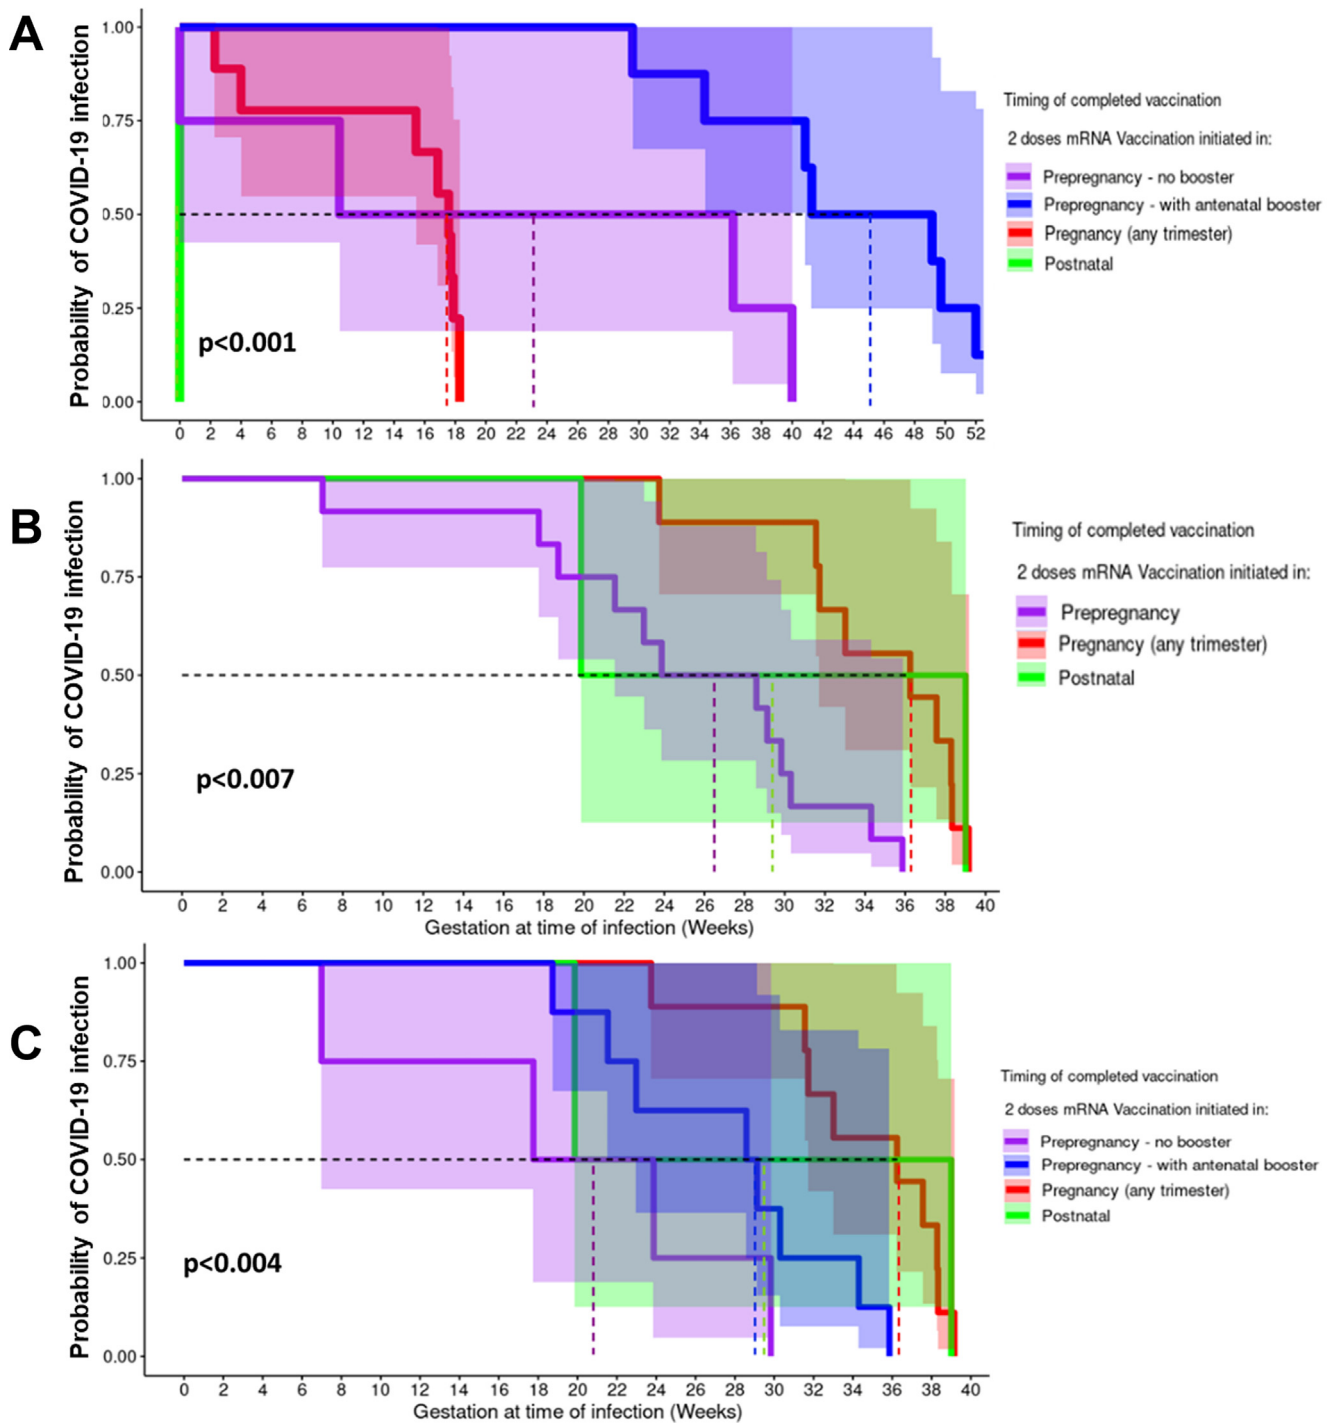 A
Probability of COVID-19 infection
1.00
0.75
0.50
0.25
0.00
p<0.001
0 2 4 6 8 10 12 14 16 18 20 22 24 26 28 30 32 34 36 38 40 42 44 46 48 50 52
Timing of completed vaccination
2 doses mRNA Vaccination initiated in:
Prepregnancy - no booster
Prepregnancy - with antenatal booster
Pregnancy (any trimester)
Postnatal
B
Probability of COVID-19 infection
1.00
0.75
0.50
0.25
0.00
p<0.007
0 2 4 6 8 10 12 14 16 18 20 22 24 26 28 30 32 34 36 38 40
Gestation at time of infection (Weeks)
Timing of completed vaccination
2 doses mRNA Vaccination initiated in:
Prepregnancy
Pregnancy (any trimester)
Postnatal
C
Probability of COVID-19 infection
1.00
0.75
0.50
0.25
0.00
p<0.004
0 2 4 6 8 10 12 14 16 18 20 22 24 26 28 30 32 34 36 38 40
Gestation at time of infection (Weeks)
Timing of completed vaccination
2 doses mRNA Vaccination initiated in:
Prepregnancy - no booster
Prepregnancy - with antenatal booster
Pregnancy (any trimester)
Postnatal